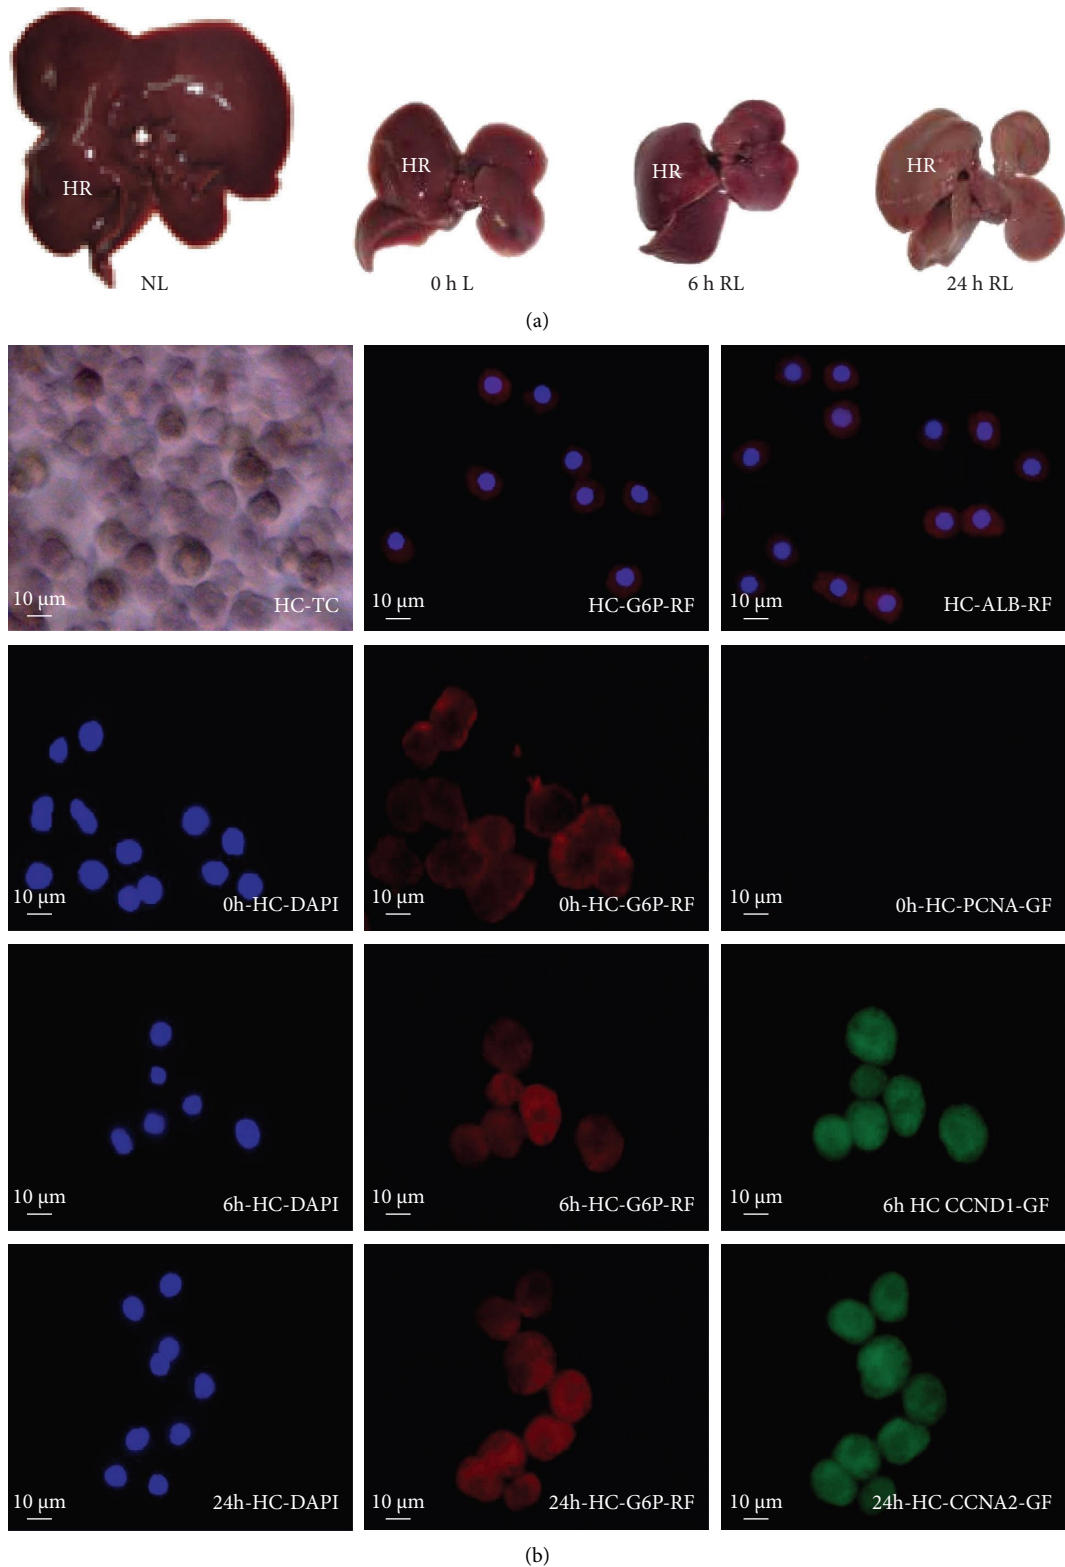 HR
HR
HR
HR
NL
0 h L
6 h RL
24 h RL
(a)
10 µm
HC-TC
10 µm
HC-G6P-RF
10 µm
HC-ALB-RF
10 µm
0h-HC-DAPI
10 µm
0h-HC-G6P-RF
10 µm
0h-HC-PCNA-GF
10 µm
6h-HC-DAPI
10 µm
6h-HC-G6P-RF
10 µm
6h HC CCND1-GF
10 µm
24h-HC-DAPI
10 µm
24h-HC-G6P-RF
10 µm
24h-HC-CCNA2-GF
(b)